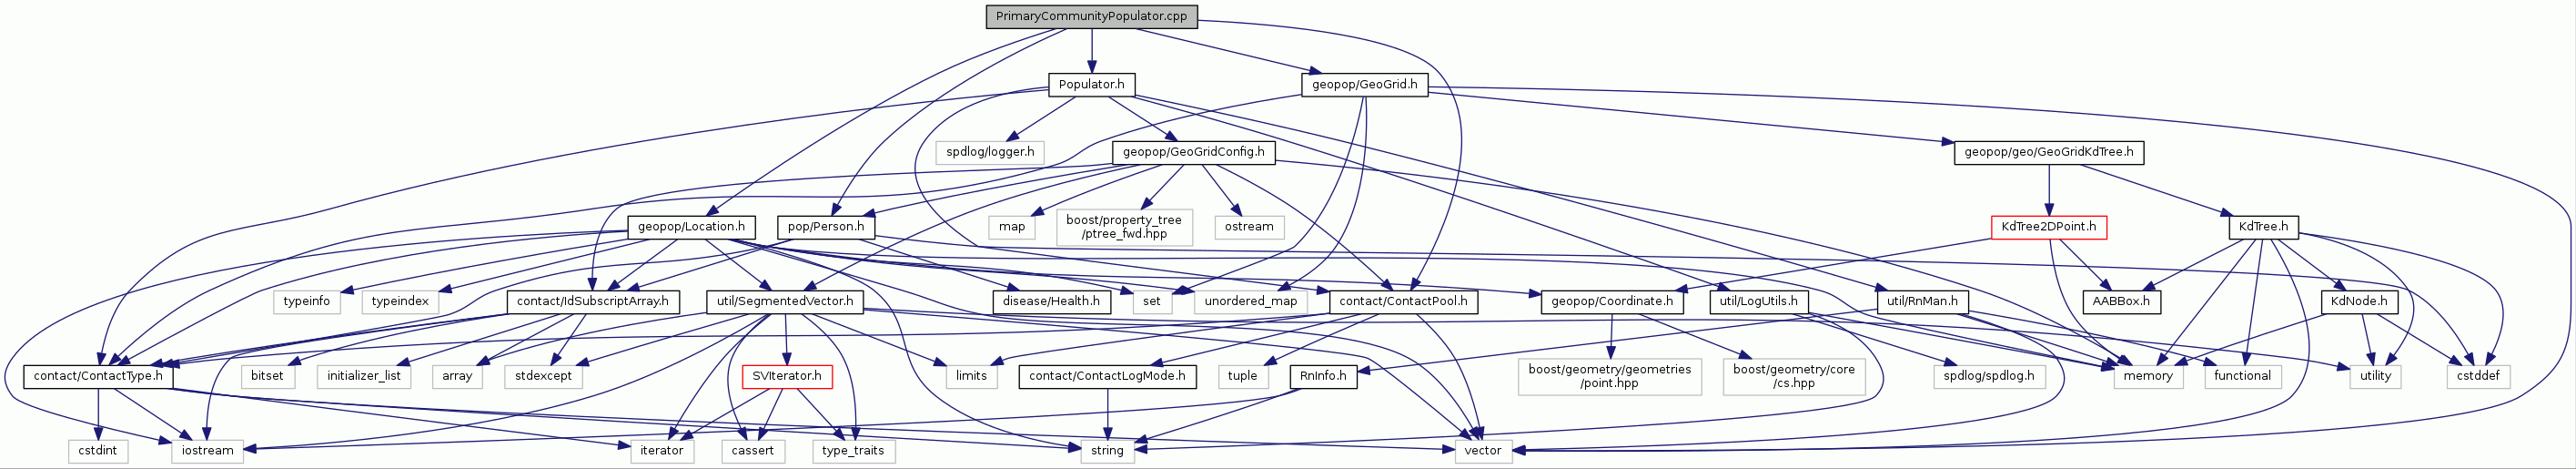 PrimaryCommunityPopulator.cpp
Populator.h
geopop/GeoGrid.h
spdlog/logger.h
geopop/GeoGridConfig.h
geopop/geo/GeoGridKdTree.h
geopop/Location.h
pop/Person.h
map
boost/property_tree
/ptree_fwd.hpp
ostream
KdTree2DPoint.h
KdTree.h
typeinfo
typeindex
contact/IdSubscriptArray.h
util/SegmentedVector.h
disease/Health.h
set
unordered_map
contact/ContactPool.h
geopop/Coordinate.h
util/LogUtils.h
util/RnMan.h
AABBox.h
KdNode.h
contact/ContactType.h
bitset
initializer_list
array
stdexcept
SVIterator.h
limits
contact/ContactLogMode.h
tuple
RnInfo.h
boost/geometry/geometries
/point.hpp
boost/geometry/core
/cs.hpp
spdlog/spdlog.h
memory
functional
utility
cstddef
cstdint
iostream
iterator
cassert
type_traits
string
vector